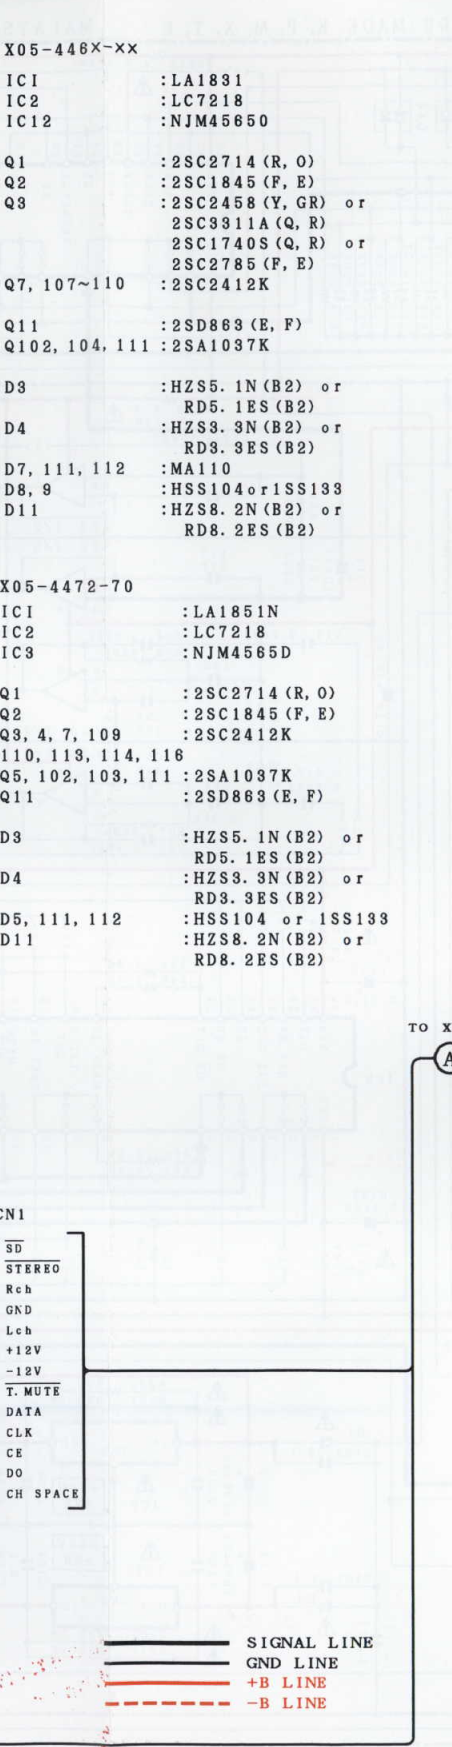 X05-446X-XX
IC1 :LA1831
IC2 :LC7218
IC12 :NJM45650
Q1 :2SC2714(R, O)
Q2 :2SC1845(F, E)
Q3 :2SC2458(Y, GR) or
2SC3311A(Q, R)
2SC1740S(Q, R) or
2SC2785(F, E)
Q7, 107~110 :2SC2412K
Q11 :2SD863(E, F)
Q102, 104, 111 :2SA1037K
D3 :HZS5. 1N(B2) or
RD5. 1ES(B2)
D4 :HZS3. 3N(B2) or
RD3. 3ES(B2)
D7, 111, 112 :MA110
D8, 9 :HSS104or1SS133
D11 :HZS8. 2N(B2) or
RD8. 2ES(B2)
X05-4472-70
IC1 :LA1851N
IC2 :LC7218
IC3 :NJM4565D
Q1 :2SC2714(R, O)
Q2 :2SC1845(F, E)
Q3, 4, 7, 109 :2SC2412K
110, 113, 114, 116
Q5, 102, 103, 111 :2SA1037K
Q11 :2SD863(E, F)
D3 :HZS5. 1N(B2) or
RD5. 1ES(B2)
D4 :HZS3. 3N(B2) or
RD3. 3ES(B2)
D5, 111, 112 :HSS104 or 1SS133
D11 :HZS8. 2N(B2) or
RD8. 2ES(B2)
TO X
A
CN1
SD
STEREO
Rch
GND
Lch
+12V
-12V
T. MUTE
DATA
CLK
CE
DO
CH SPACE
SIGNAL LINE
GND LINE
+B LINE
-B LINE